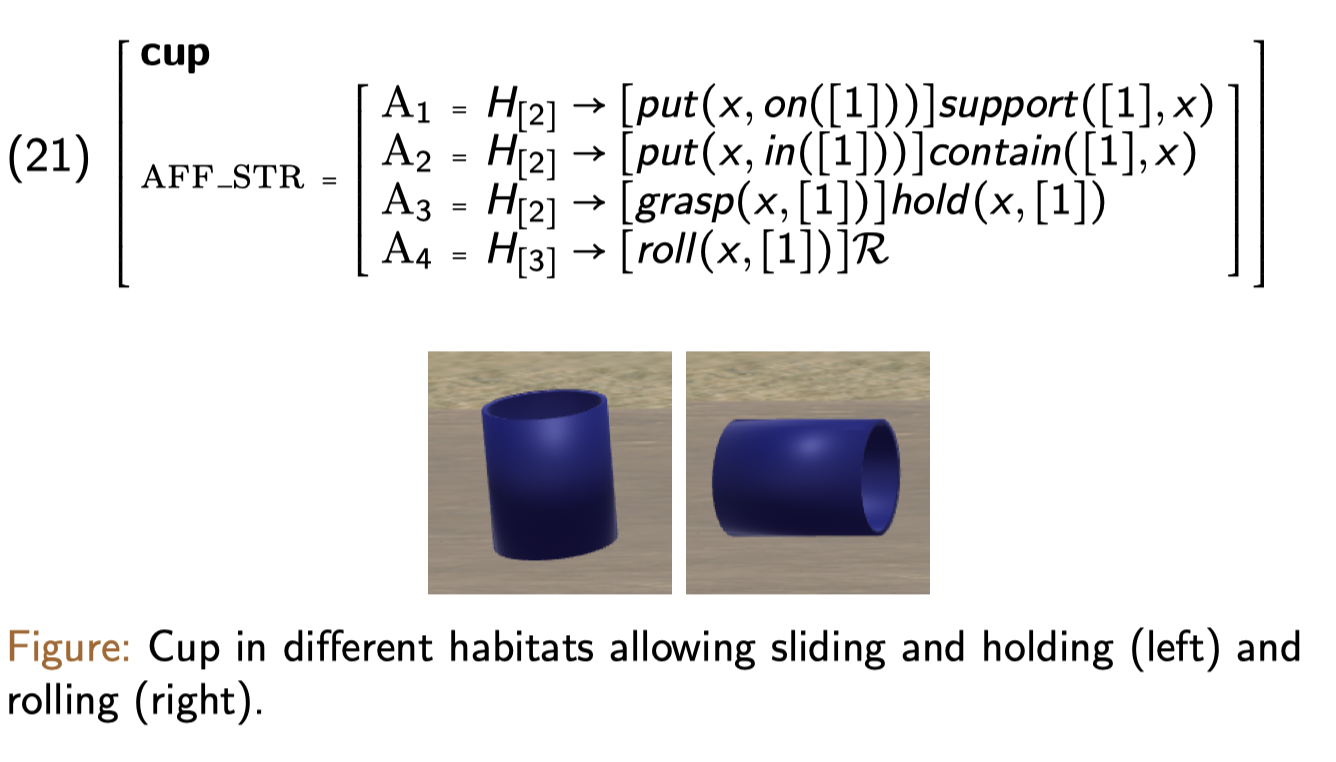 cup
(21) AFF_STR =
A₁ = H[2] → [put(x, on([1]))]support([1], x)
A₂ = H[2] → [put(x, in([1]))]contain([1], x)
A₃ = H[2] → [grasp(x, [1])]hold(x, [1])
A₄ = H[3] → [roll(x, [1])]ℛ
Figure: Cup in different habitats allowing sliding and holding (left) and
rolling (right).